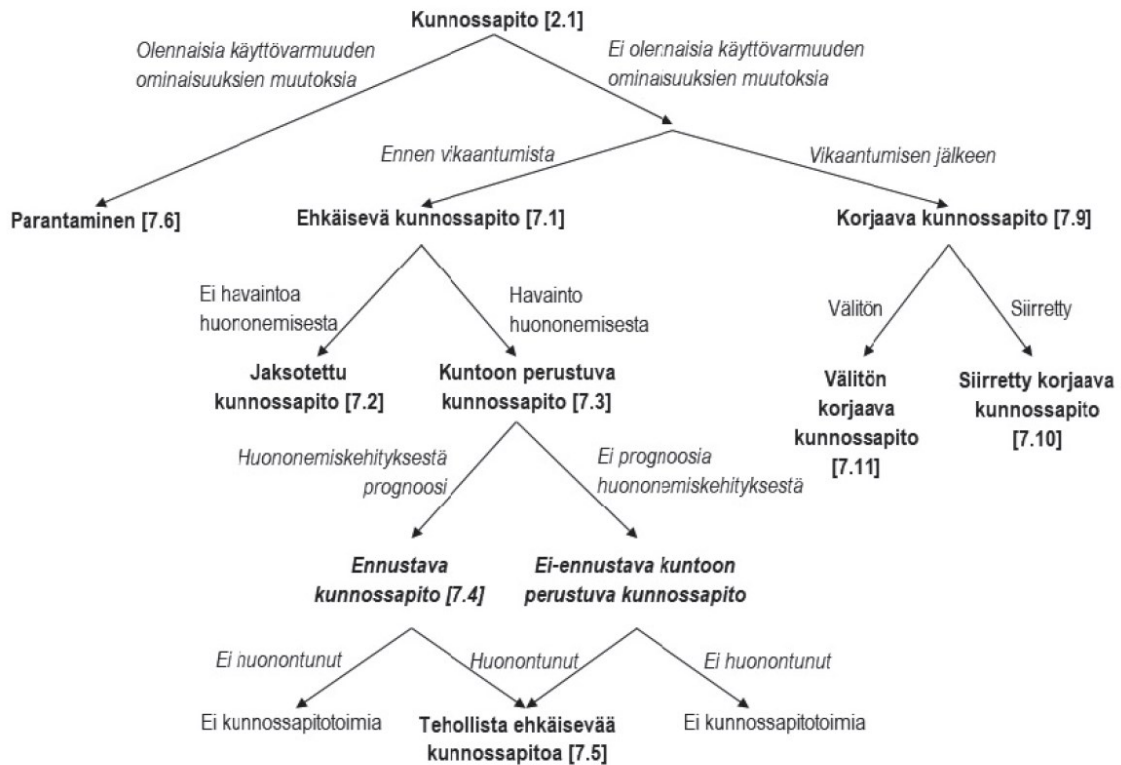 Kunnossapito [2.1]
Olennaisia käyttövarmuuden
ominaisuuksien muutoksia
Ei olennaisia käyttövarmuuden
ominaisuuksien muutoksia
Ennen vikaantumista
Vikaantumisen jälkeen
Parantaminen [7.6]
Ehkäisevä kunnossapito [7.1]
Korjaava kunnossapito [7.9]
Ei havaintoa
huononemisesta
Havainto
huononemisesta
Välitön
Siirretty
Jaksotettu
kunnossapito [7.2]
Kuntoon perustuva
kunnossapito [7.3]
Välitön
korjaava
kunnossapito
[7.11]
Siirretty korjaava
kunnossapito
[7.10]
Huononemiskehityksestä
prognoosi
Ei prognoosia
huononemiskehityksestä
Ennustava
kunnossapito [7.4]
Ei-ennustava kuntoon
perustuva kunnossapito
Ei huonontunut
Huonontunut
Ei huonontunut
Ei kunnossapitotoimia
Tehollista ehkäisevää
kunnossapitoa [7.5]
Ei kunnossapitotoimia